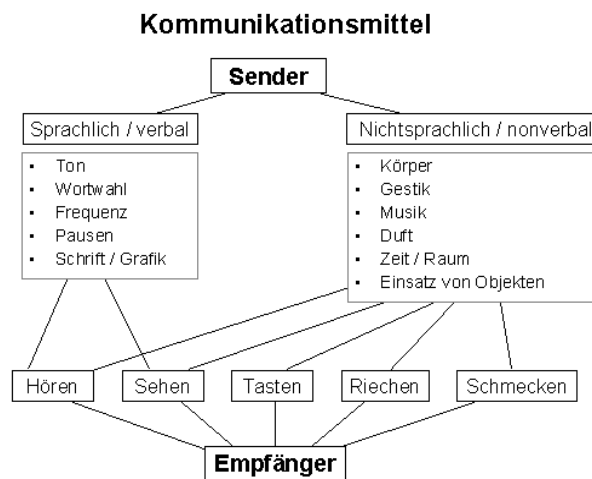 Kommunikationsmittel
Sender
Sprachlich / verbal
Nichtsprachlich / nonverbal
▪ Ton
▪ Wortwahl
▪ Frequenz
▪ Pausen
▪ Schrift / Grafik
▪ Körper
▪ Gestik
▪ Musik
▪ Duft
▪ Zeit / Raum
▪ Einsatz von Objekten
Hören
Sehen
Tasten
Riechen
Schmecken
Empfänger